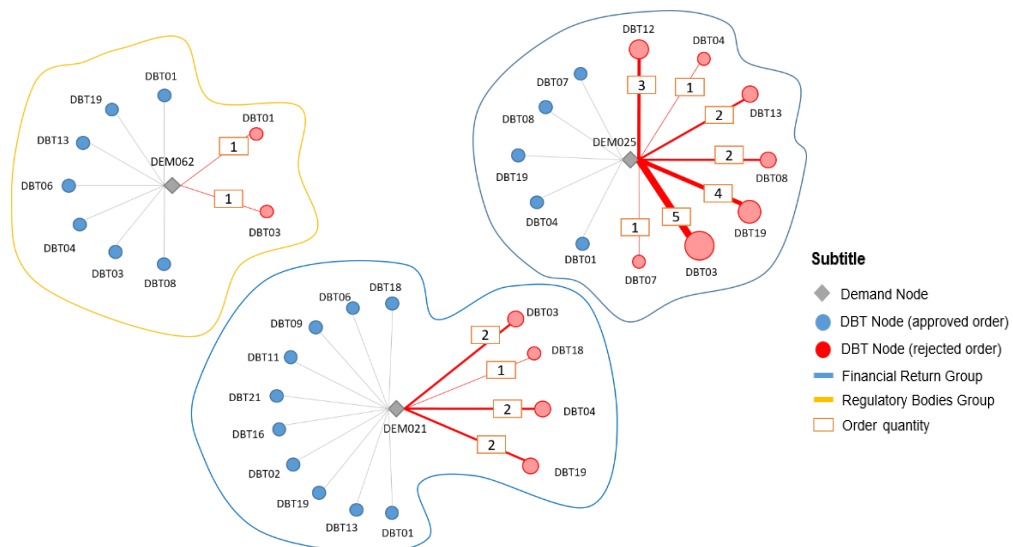 DBT01
DBT19
DBT13
DBT06
DBT04
DBT03
DBT08
DEM062
DBT01
1
1
DBT03
DBT12
DBT04
DBT07
DBT08
DBT19
DBT04
DBT01
DEM025
3
1
2
DBT13
2
DBT08
4
DBT19
5
DBT03
1
DBT07
DBT18
DBT06
DBT09
DBT11
DBT21
DBT16
DBT02
DBT19
DBT13
DBT01
DEM021
DBT03
2
DBT18
1
2
DBT04
2
DBT19
Subtitle
Demand Node
DBT Node (approved order)
DBT Node (rejected order)
Financial Return Group
Regulatory Bodies Group
Order quantity